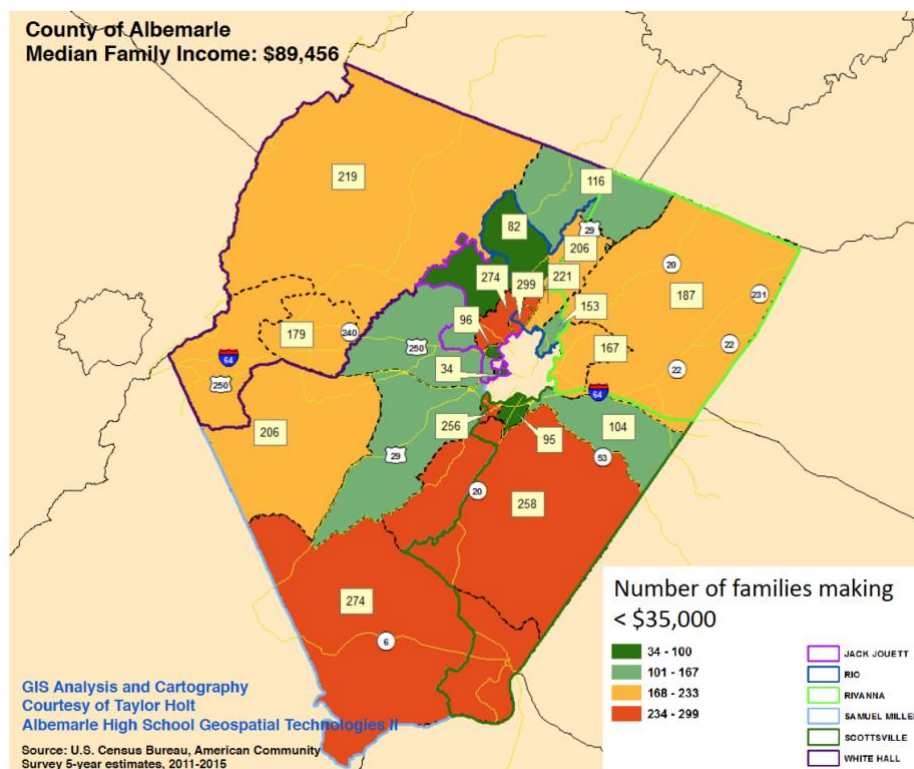 County of Albemarle
Median Family Income: $89,456
219
116
82
29
206
20
274
299
221
187
231
153
96
179
240
250
167
22
64
22
250
34
64
206
256
95
104
29
53
20
258
274
6
Number of families making
< $35,000
34 - 100
101 - 167
168 - 233
234 - 299
JACK JOUETT
RIO
RIVANNA
SAMUEL MILLE
SCOTTSVILLE
WHITE HALL
GIS Analysis and Cartography
Courtesy of Taylor Holt
Albemarle High School Geospatial Technologies II
Source: U.S. Census Bureau, American Community
Survey 5-year estimates, 2011-2015